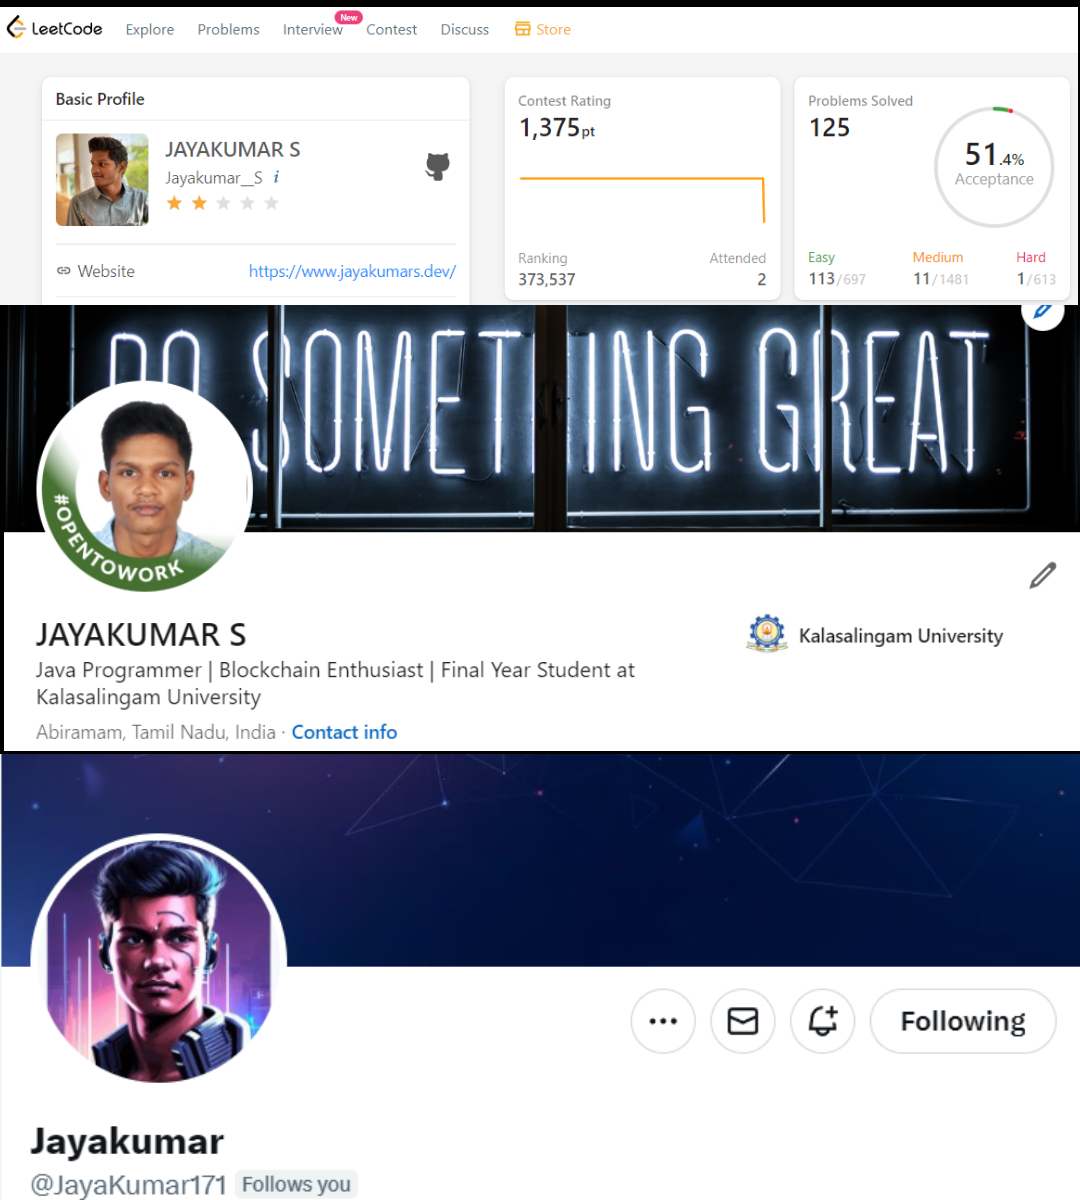 LeetCode Explore Problems Interview New Contest Discuss Store
Basic Profile
JAYAKUMAR S
Jayakumar__S i
Website https://www.jayakumars.dev/
Contest Rating
1,375pt
Ranking Attended
373,537 2
Problems Solved
125
51.4%
Acceptance
Easy Medium Hard
113/697 11/1481 1/613
DO SOMETHING GREAT
#OPENTOWORK
JAYAKUMAR S
Kalasalingam University
Java Programmer | Blockchain Enthusiast | Final Year Student at
Kalasalingam University
Abiramam, Tamil Nadu, India · Contact info
Following
Jayakumar
@JayaKumar171 Follows you